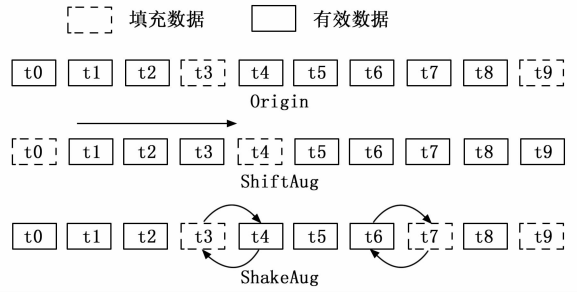 填充数据 有效数据
t0 t1 t2 t3 t4 t5 t6 t7 t8 t9
Origin
t0 t1 t2 t3 t4 t5 t6 t7 t8 t9
ShiftAug
t0 t1 t2 t3 t4 t5 t6 t7 t8 t9
ShakeAug